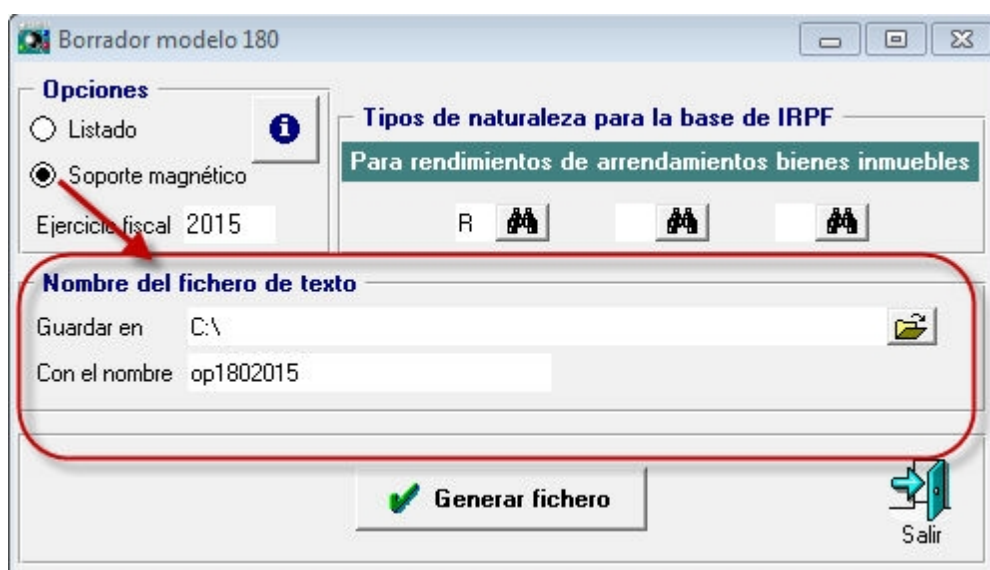 Borrador modelo 180
Opciones
Listado
Soporte magnético
Ejercicio fiscal 2015
Tipos de naturaleza para la base de IRPF
Para rendimientos de arrendamientos bienes inmuebles
R
Nombre del fichero de texto
Guardar en C:\
Con el nombre op1802015
Generar fichero
Salir